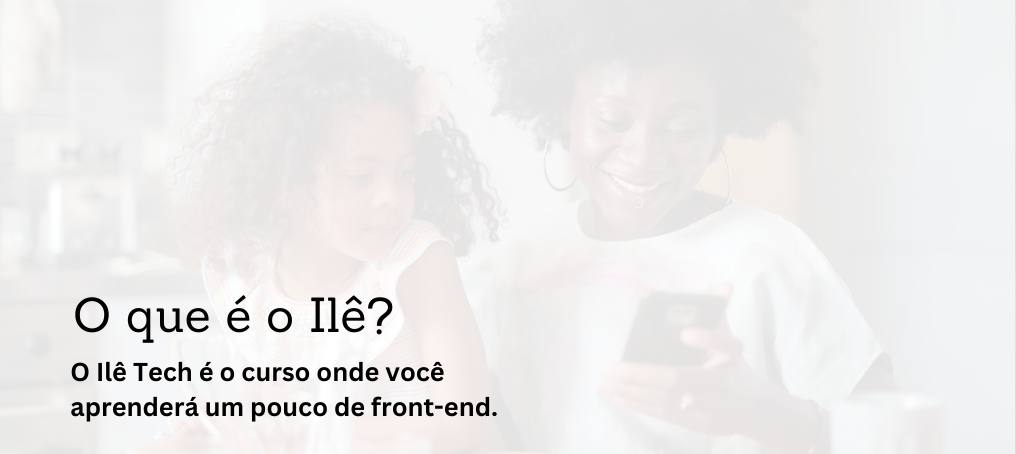 O que é o Ilê?
O Ilê Tech é o curso onde você
aprenderá um pouco de front-end.